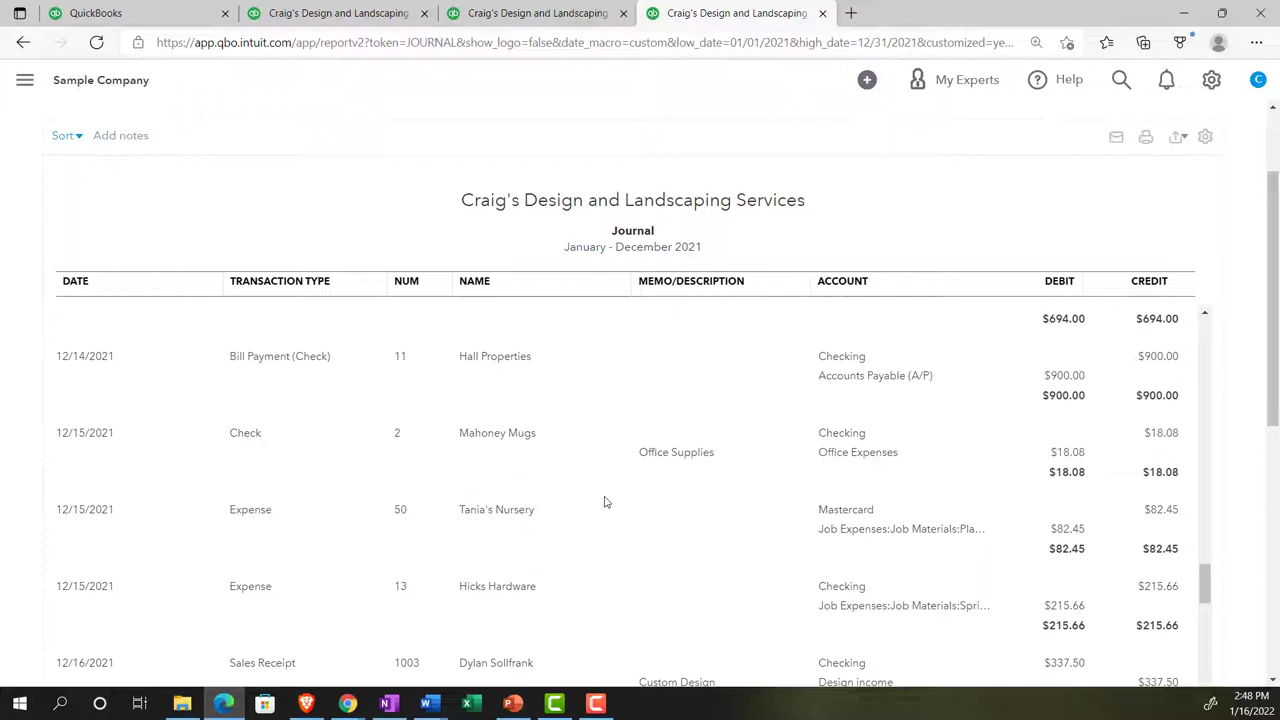 QuickBooks
Craig's Design and Landscaping
Craig's Design and Landscaping
Craig's Design and Landscaping
https://app.qbo.intuit.com/app/reportv2?token=JOURNAL&show_logo=false&date_macro=custom&low_date=01/01/2021&high_date=12/31/2021&customized=ye...
Sample Company
My Experts
Help
C
Sort
Add notes
Craig's Design and Landscaping Services
Journal
January - December 2021
DATE TRANSACTION TYPE NUM NAME MEMO/DESCRIPTION ACCOUNT DEBIT CREDIT
$694.00 $694.00
12/14/2021 Bill Payment (Check) 11 Hall Properties Checking $900.00
Accounts Payable (A/P) $900.00
$900.00 $900.00
12/15/2021 Check 2 Mahoney Mugs Checking $18.08
Office Supplies Office Expenses $18.08
$18.08 $18.08
12/15/2021 Expense 50 Tania's Nursery Mastercard $82.45
Job Expenses:Job Materials:Pla... $82.45
$82.45 $82.45
12/15/2021 Expense 13 Hicks Hardware Checking $215.66
Job Expenses:Job Materials:Spri... $215.66
$215.66 $215.66
12/16/2021 Sales Receipt 1003 Dylan Sollfrank Checking $337.50
Custom Design Design income $337.50
2:48 PM
1/16/2022